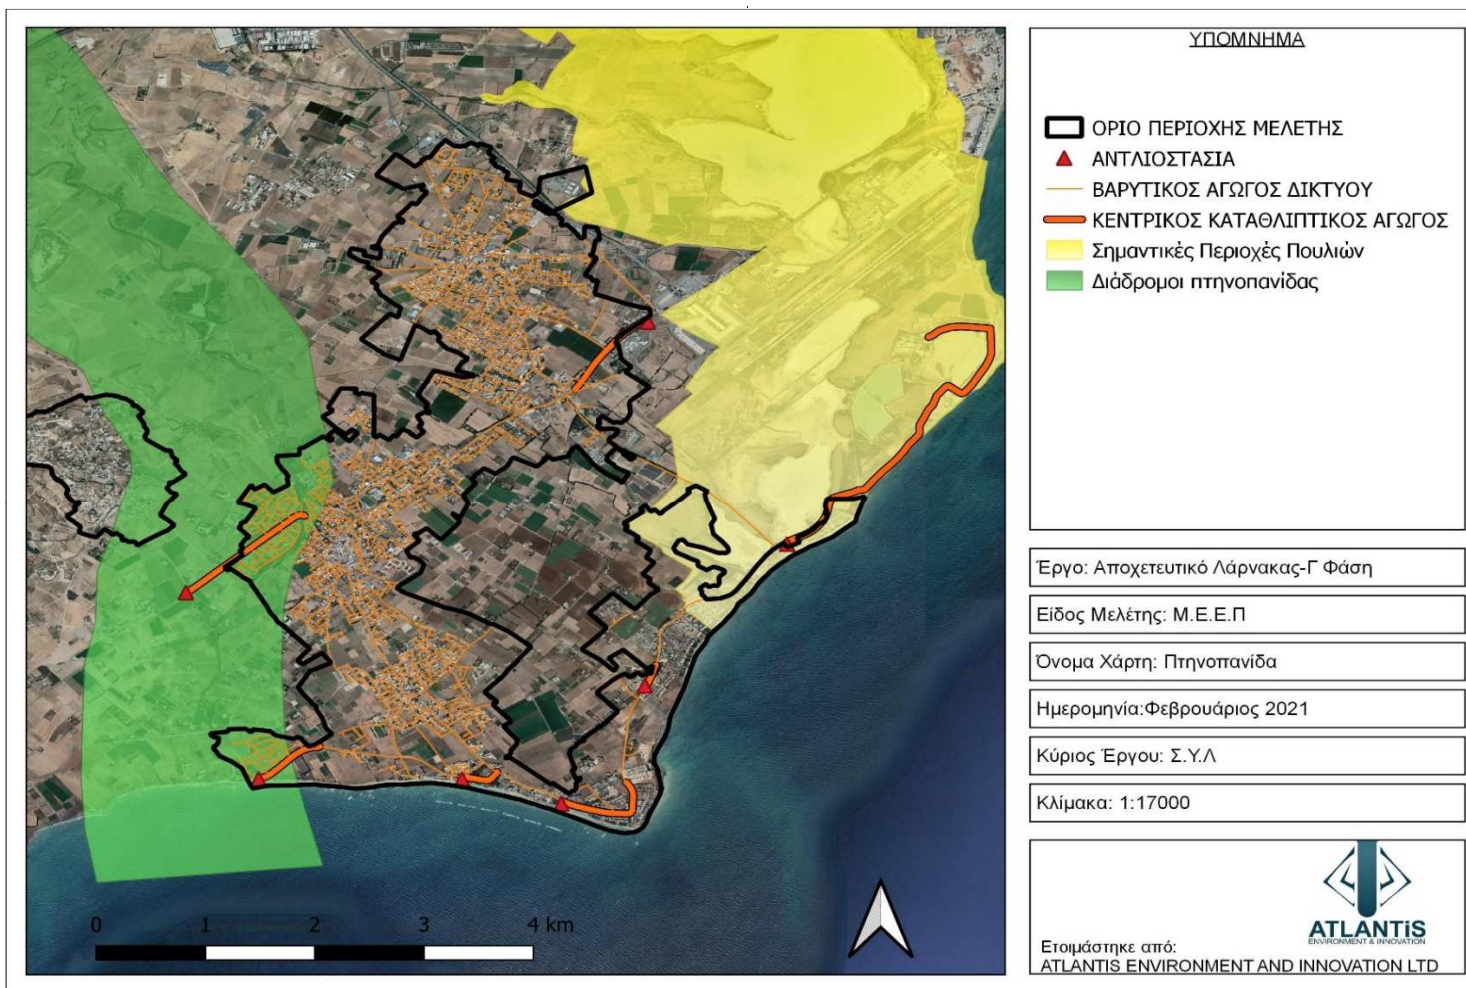 ΥΠΟΜΝΗΜΑ
ΟΡΙΟ ΠΕΡΙΟΧΗΣ ΜΕΛΕΤΗΣ
ΑΝΤΛΙΟΣΤΑΣΙΑ
ΒΑΡΥΤΙΚΟΣ ΑΓΩΓΟΣ ΔΙΚΤΥΟΥ
ΚΕΝΤΡΙΚΟΣ ΚΑΤΑΘΛΙΠΤΙΚΟΣ ΑΓΩΓΟΣ
Σημαντικές Περιοχές Πουλιών
Διάδρομοι πτηνοπανίδας
Έργο: Αποχετευτικό Λάρνακας-Γ Φάση
Είδος Μελέτης: Μ.Ε.Ε.Π
Όνομα Χάρτη: Πτηνοπανίδα
Ημερομηνία:Φεβρουάριος 2021
Κύριος Έργου: Σ.Υ.Λ
Κλίμακα: 1:17000
ATLANTiS
ENVIRONMENT & INNOVATION
Ετοιμάστηκε από:
ATLANTIS ENVIRONMENT AND INNOVATION LTD
0 1 2 3 4 km